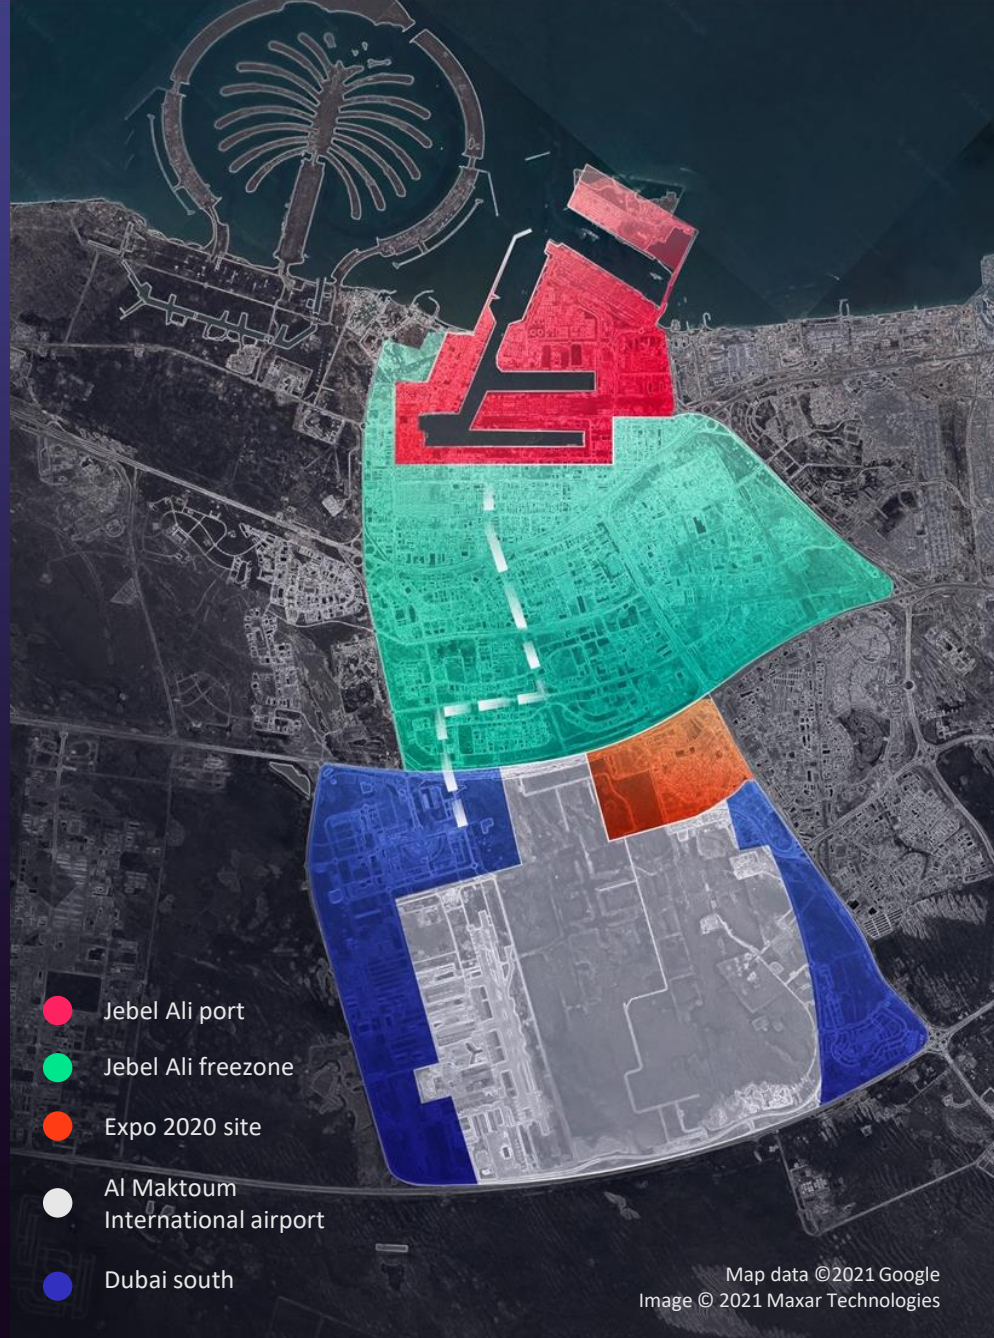 Jebel Ali port
Jebel Ali freezone
Expo 2020 site
Al Maktoum
International airport
Dubai south
Map data ©2021 Google
Image © 2021 Maxar Technologies